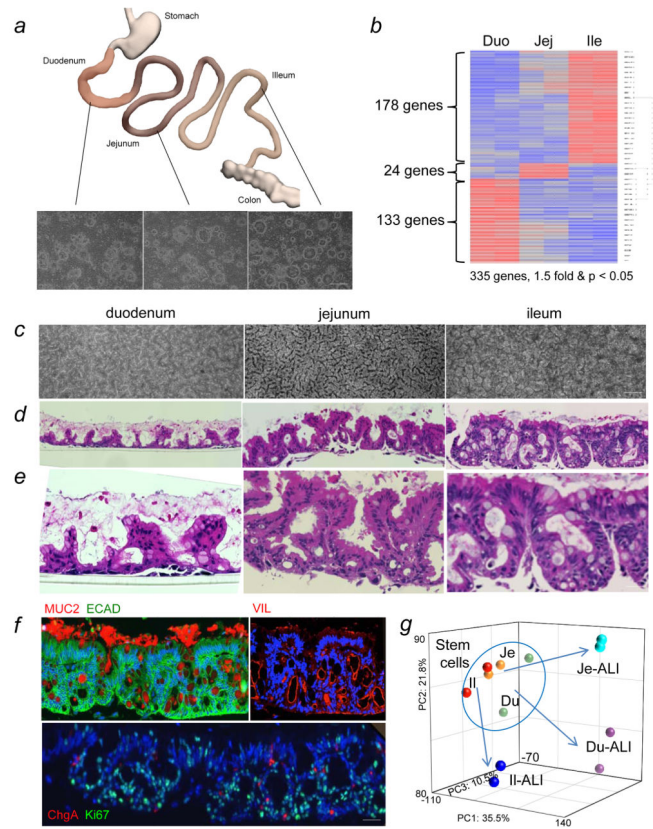 a
Stomach
Duodenum
Illeum
Jejunum
Colon
b
Duo Jej Ile
178 genes
24 genes
133 genes
335 genes, 1.5 fold & p < 0.05
duodenum jejunum ileum
c
d
e
MUC2 ECAD VIL
f
ChgA Ki67
g
90
Stem
cells
Je
Il
Du
Je-ALI
Du-ALI
Il-ALI
PC2: 21.8%
-70
PC3: 10.5%
80
-110
PC1: 35.5%
140